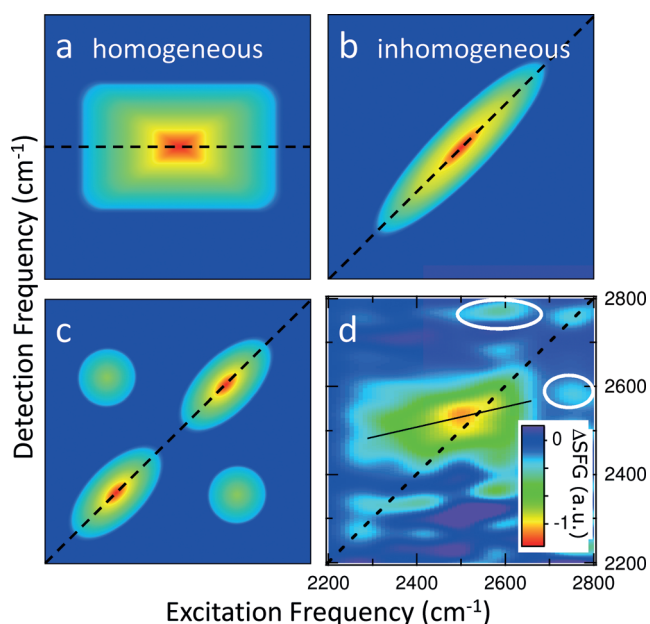 a homogeneous
b inhomogeneous
c
d
Detection Frequency (cm-1)
2800
2600
2400
2200
0
-1
ΔSFG (a.u.)
2200 2400 2600 2800
Excitation Frequency (cm-1)